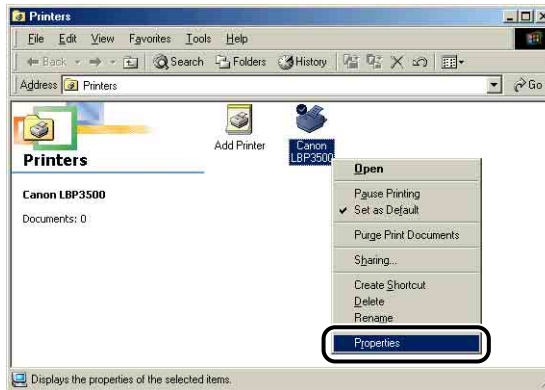 Printers
File Edit View Favorites Tools Help
Back Search Folders History
Address Printers Go
Printers
Canon LBP3500
Documents: 0
Add Printer
Canon
LBP3500
Open
Pause Printing
Set as Default
Purge Print Documents
Sharing...
Create Shortcut
Delete
Rename
Properties
Displays the properties of the selected items.